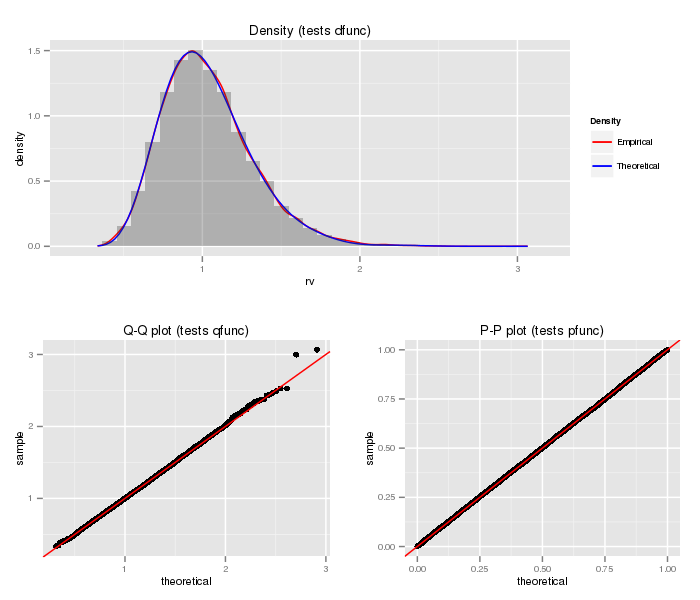 Density (tests dfunc)
1.5
1.0
0.5
0.0
density
1
2
3
rv
Density
Empirical
Theoretical
Q-Q plot (tests qfunc)
3
2
1
sample
1
2
3
theoretical
P-P plot (tests pfunc)
1.00
0.75
0.50
0.25
0.00
sample
0.00
0.25
0.50
0.75
1.00
theoretical